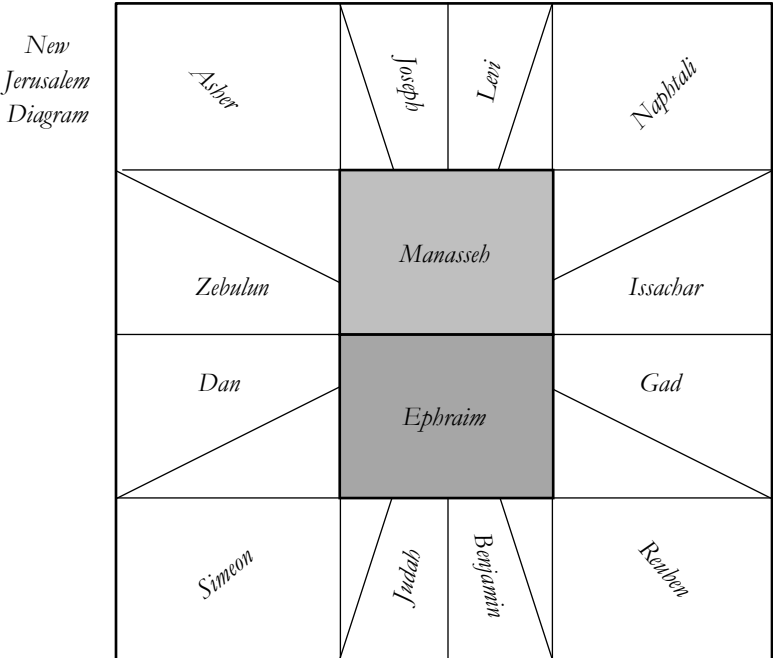 New
Jerusalem
Diagram
Asher
Joseph
Levi
Naphtali
Manasseh
Zebulun
Issachar
Dan
Gad
Ephraim
Simeon
Judah
Benjamin
Reuben